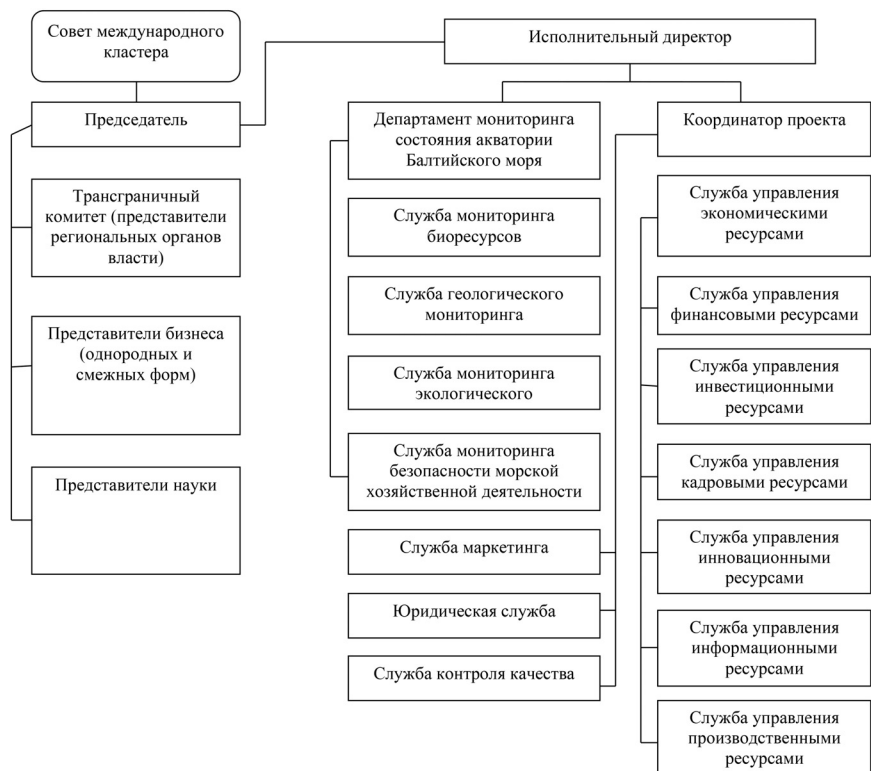 Совет международного
кластера
Исполнительный директор
Председатель
Трансграничный
комитет (представители
региональных органов
власти)
Представители бизнеса
(однородных и
смежных форм)
Представители науки
Департамент мониторинга
состояния акватории
Балтийского моря
Служба мониторинга
биоресурсов
Служба геологического
мониторинга
Служба мониторинга
экологического
Служба мониторинга
безопасности морской
хозяйственной деятельности
Служба маркетинга
Юридическая служба
Служба контроля качества
Координатор проекта
Служба управления
экономическими
ресурсами
Служба управления
финансовыми ресурсами
Служба управления
инвестиционными
ресурсами
Служба управления
кадровыми ресурсами
Служба управления
инновационными
ресурсами
Служба управления
информационными
ресурсами
Служба управления
производственными
ресурсами